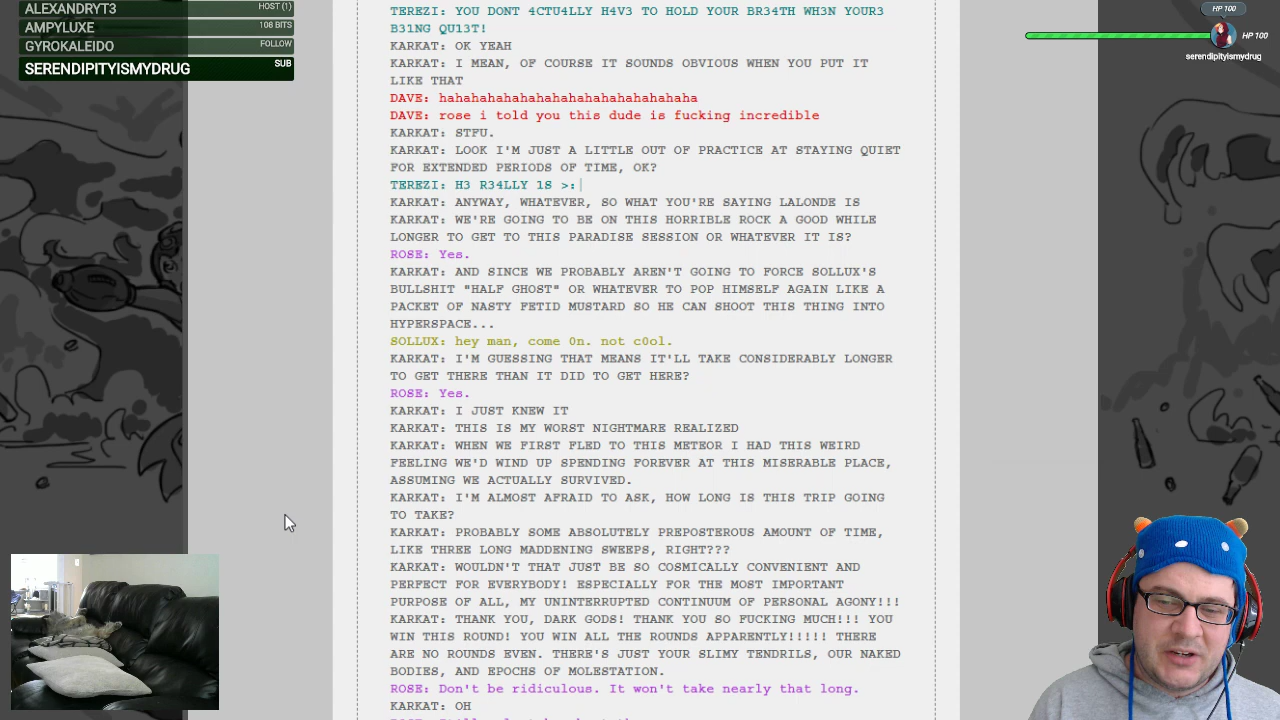 ALEXANDRYT3 HOST (1)
AMPYLUXE 108 BITS
GYROKALEIDO FOLLOW
SERENDIPITYISMYDRUG SUB
HP 100
HP 100
serendipityismydrug
TEREZI: YOU DONT 4CTU4LLY H4V3 TO HOLD YOUR BR34TH WH3N YOUR3
B31NG QU13T!
KARKAT: OK YEAH
KARKAT: I MEAN, OF COURSE IT SOUNDS OBVIOUS WHEN YOU PUT IT
LIKE THAT
DAVE: hahahahahahahahahahahahahahahaha
DAVE: rose i told you this dude is fucking incredible
KARKAT: STFU.
KARKAT: LOOK I'M JUST A LITTLE OUT OF PRACTICE AT STAYING QUIET
FOR EXTENDED PERIODS OF TIME, OK?
TEREZI: H3 R34LLY 1S >:|
KARKAT: ANYWAY, WHATEVER, SO WHAT YOU'RE SAYING LALONDE IS
KARKAT: WE'RE GOING TO BE ON THIS HORRIBLE ROCK A GOOD WHILE
LONGER TO GET TO THIS PARADISE SESSION OR WHATEVER IT IS?
ROSE: Yes.
KARKAT: AND SINCE WE PROBABLY AREN'T GOING TO FORCE SOLLUX'S
BULLSHIT "HALF GHOST" OR WHATEVER TO POP HIMSELF AGAIN LIKE A
PACKET OF NASTY FETID MUSTARD SO HE CAN SHOOT THIS THING INTO
HYPERSPACE...
SOLLUX: hey man, come 0n. not c0ol.
KARKAT: I'M GUESSING THAT MEANS IT'LL TAKE CONSIDERABLY LONGER
TO GET THERE THAN IT DID TO GET HERE?
ROSE: Yes.
KARKAT: I JUST KNEW IT
KARKAT: THIS IS MY WORST NIGHTMARE REALIZED
KARKAT: WHEN WE FIRST FLED TO THIS METEOR I HAD THIS WEIRD
FEELING WE'D WIND UP SPENDING FOREVER AT THIS MISERABLE PLACE,
ASSUMING WE ACTUALLY SURVIVED.
KARKAT: I'M ALMOST AFRAID TO ASK, HOW LONG IS THIS TRIP GOING
TO TAKE?
KARKAT: PROBABLY SOME ABSOLUTELY PREPOSTEROUS AMOUNT OF TIME,
LIKE THREE LONG MADDENING SWEEPS, RIGHT???
KARKAT: WOULDN'T THAT JUST BE SO COSMICALLY CONVENIENT AND
PERFECT FOR EVERYBODY! ESPECIALLY FOR THE MOST IMPORTANT
PURPOSE OF ALL, MY UNINTERRUPTED CONTINUUM OF PERSONAL AGONY!!!
KARKAT: THANK YOU, DARK GODS! THANK YOU SO FUCKING MUCH!!! YOU
WIN THIS ROUND! YOU WIN ALL THE ROUNDS APPARENTLY!!!!! THERE
ARE NO ROUNDS EVEN. THERE'S JUST YOUR SLIMY TENDRILS, OUR NAKED
BODIES, AND EPOCHS OF MOLESTATION.
ROSE: Don't be ridiculous. It won't take nearly that long.
KARKAT: OH